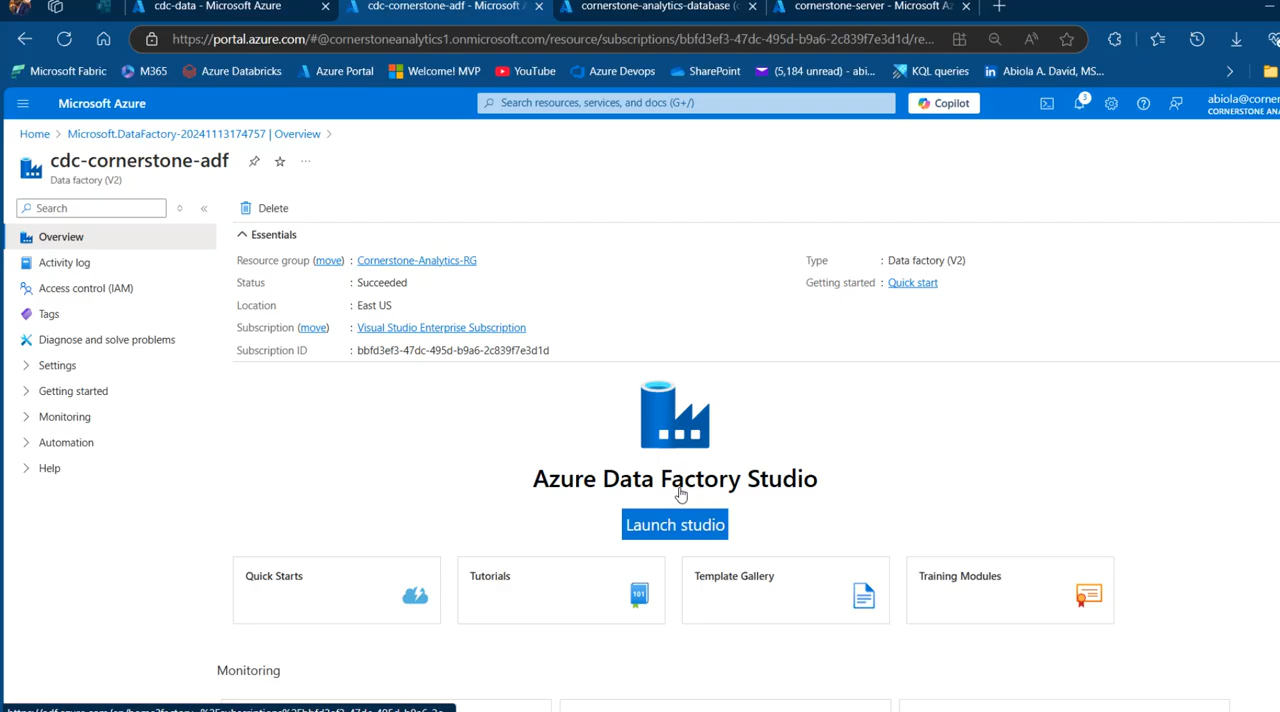 cdc-data - Microsoft Azure
cdc-cornerstone-adf - Microsoft A
cornerstone-analytics-database (
cornerstone-server - Microsoft Az
https://portal.azure.com/#@cornerstoneanalytics1.onmicrosoft.com/resource/subscriptions/bbfd3ef3-47dc-495d-b9a6-2c839f7e3d1d/re...
Microsoft Fabric
M365
Azure Databricks
Azure Portal
Welcome! MVP
YouTube
Azure Devops
SharePoint
(5,184 unread) - abi...
KQL queries
Abiola A. David, MS...
Microsoft Azure
Search resources, services, and docs (G+/)
Copilot
3
abiola@corner
CORNERSTONE ANA
Home > Microsoft.DataFactory-20241113174757 | Overview >
cdc-cornerstone-adf
Data factory (V2)
Search
Delete
Overview
Activity log
Access control (IAM)
Tags
Diagnose and solve problems
Settings
Getting started
Monitoring
Automation
Help
Essentials
Resource group (move) : Cornerstone-Analytics-RG
Status : Succeeded
Location : East US
Subscription (move) : Visual Studio Enterprise Subscription
Subscription ID : bbfd3ef3-47dc-495d-b9a6-2c839f7e3d1d
Type : Data factory (V2)
Getting started : Quick start
Azure Data Factory Studio
Launch studio
Quick Starts
Tutorials
101
Template Gallery
Training Modules
Monitoring